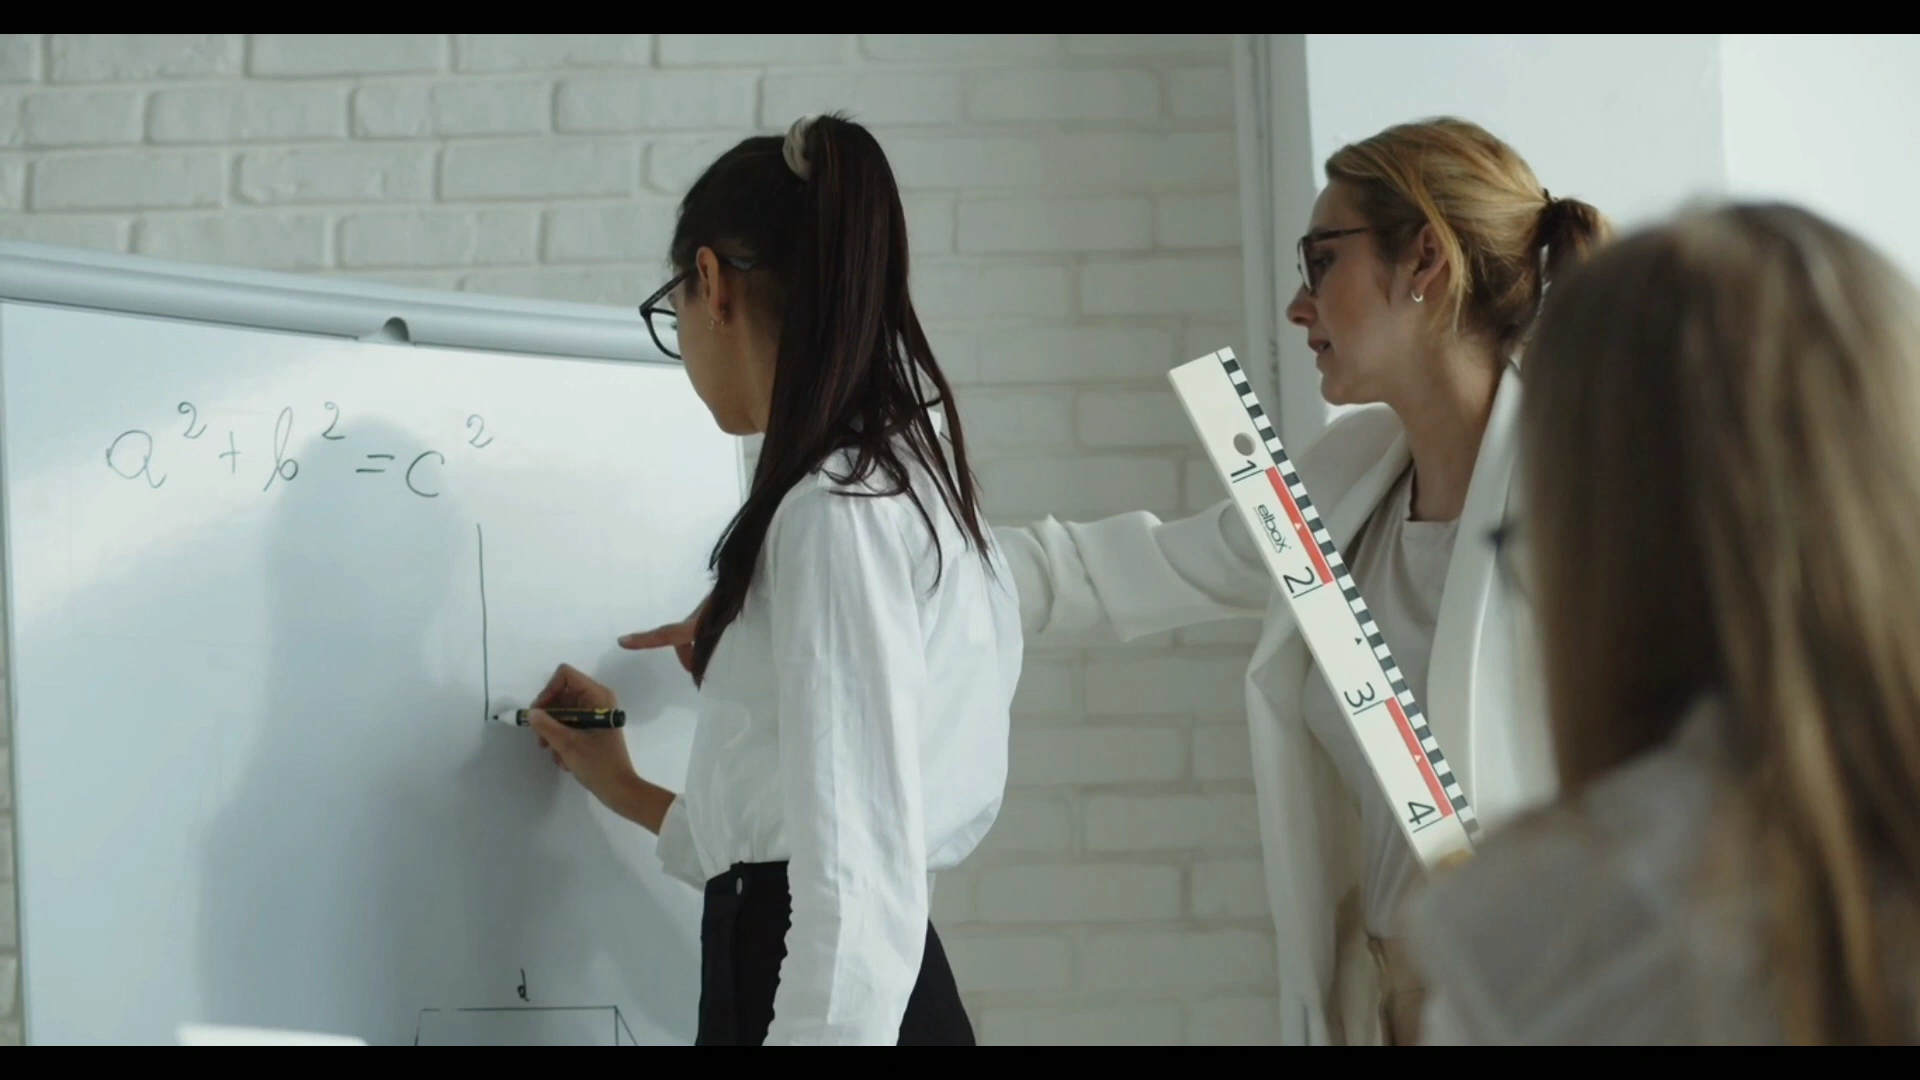 a² + b² = c²
d
1
elbox
2
3
4